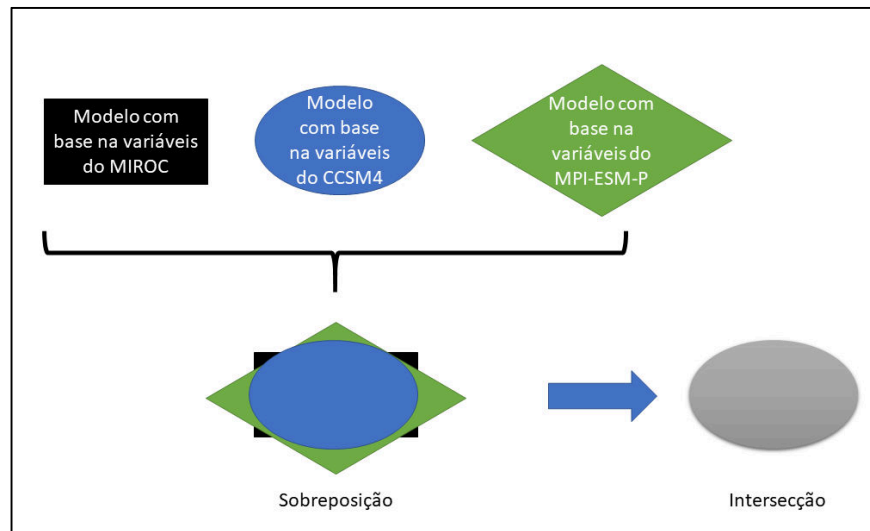 Modelo com
base na variáveis
do MIROC
Modelo
com base
na variáveis
do CCSM4
Modelo com
base na
variáveis do
MPI-ESM-P
Sobreposição
Intersecção